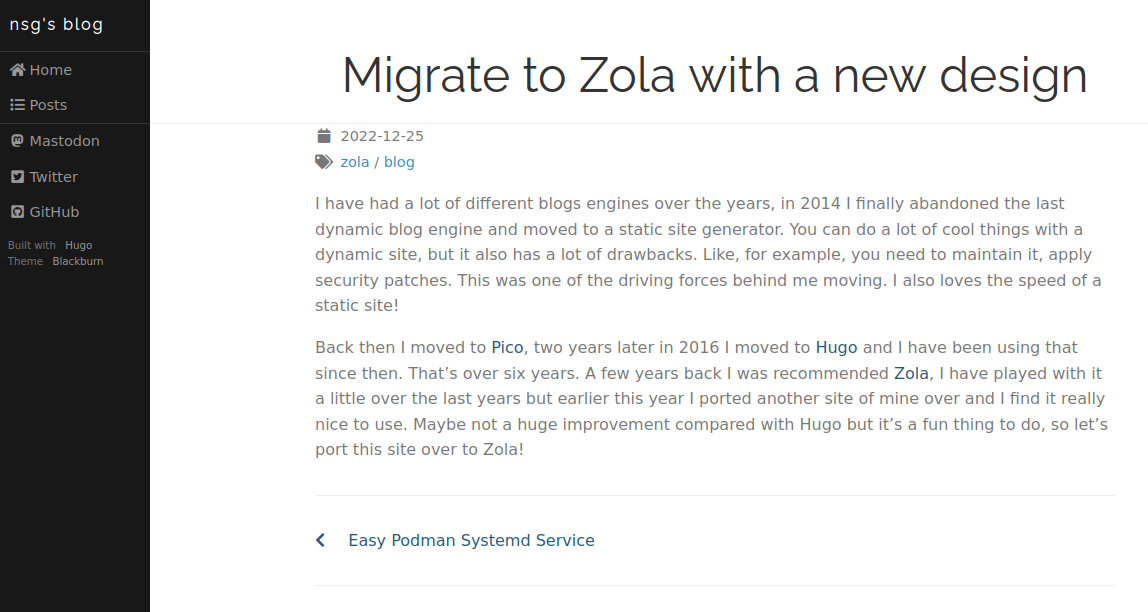 nsg's blog
Home
Posts
Mastodon
Twitter
GitHub
Built with Hugo
Theme Blackburn
Migrate to Zola with a new design
2022-12-25
zola / blog
I have had a lot of different blogs engines over the years, in 2014 I finally abandoned the last
dynamic blog engine and moved to a static site generator. You can do a lot of cool things with a
dynamic site, but it also has a lot of drawbacks. Like, for example, you need to maintain it, apply
security patches. This was one of the driving forces behind me moving. I also loves the speed of a
static site!
Back then I moved to Pico, two years later in 2016 I moved to Hugo and I have been using that
since then. That’s over six years. A few years back I was recommended Zola, I have played with it
a little over the last years but earlier this year I ported another site of mine over and I find it really
nice to use. Maybe not a huge improvement compared with Hugo but it’s a fun thing to do, so let’s
port this site over to Zola!
Easy Podman Systemd Service